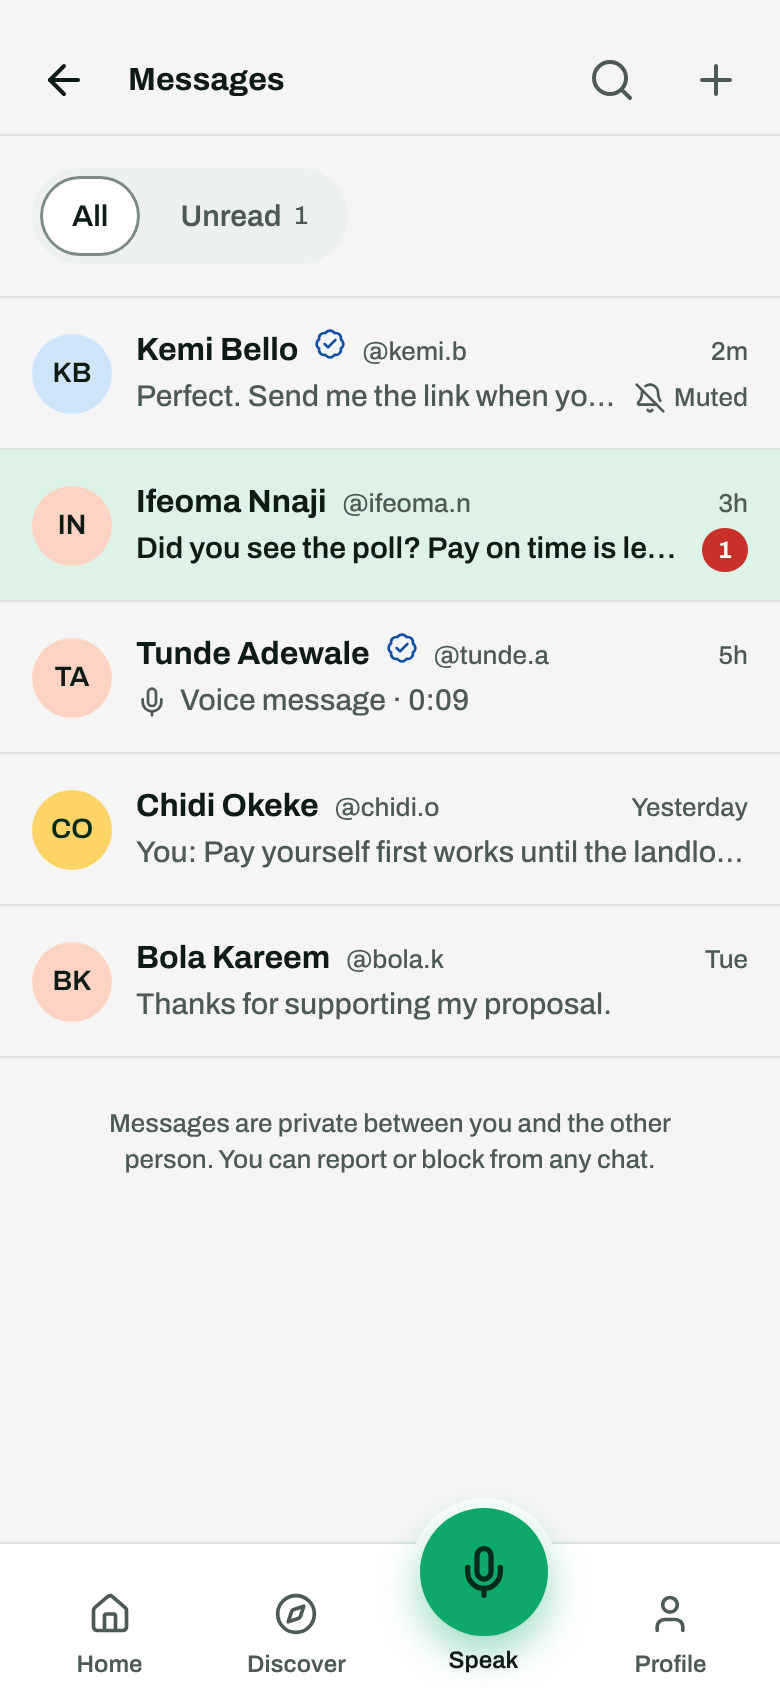 Messages
All
Unread 1
KB
Kemi Bello @kemi.b 2m
Perfect. Send me the link when yo... Muted
IN
Ifeoma Nnaji @ifeoma.n 3h
Did you see the poll? Pay on time is le... 1
TA
Tunde Adewale @tunde.a 5h
Voice message · 0:09
CO
Chidi Okeke @chidi.o Yesterday
You: Pay yourself first works until the landlo...
BK
Bola Kareem @bola.k Tue
Thanks for supporting my proposal.
Messages are private between you and the other
person. You can report or block from any chat.
Home
Discover
Speak
Profile